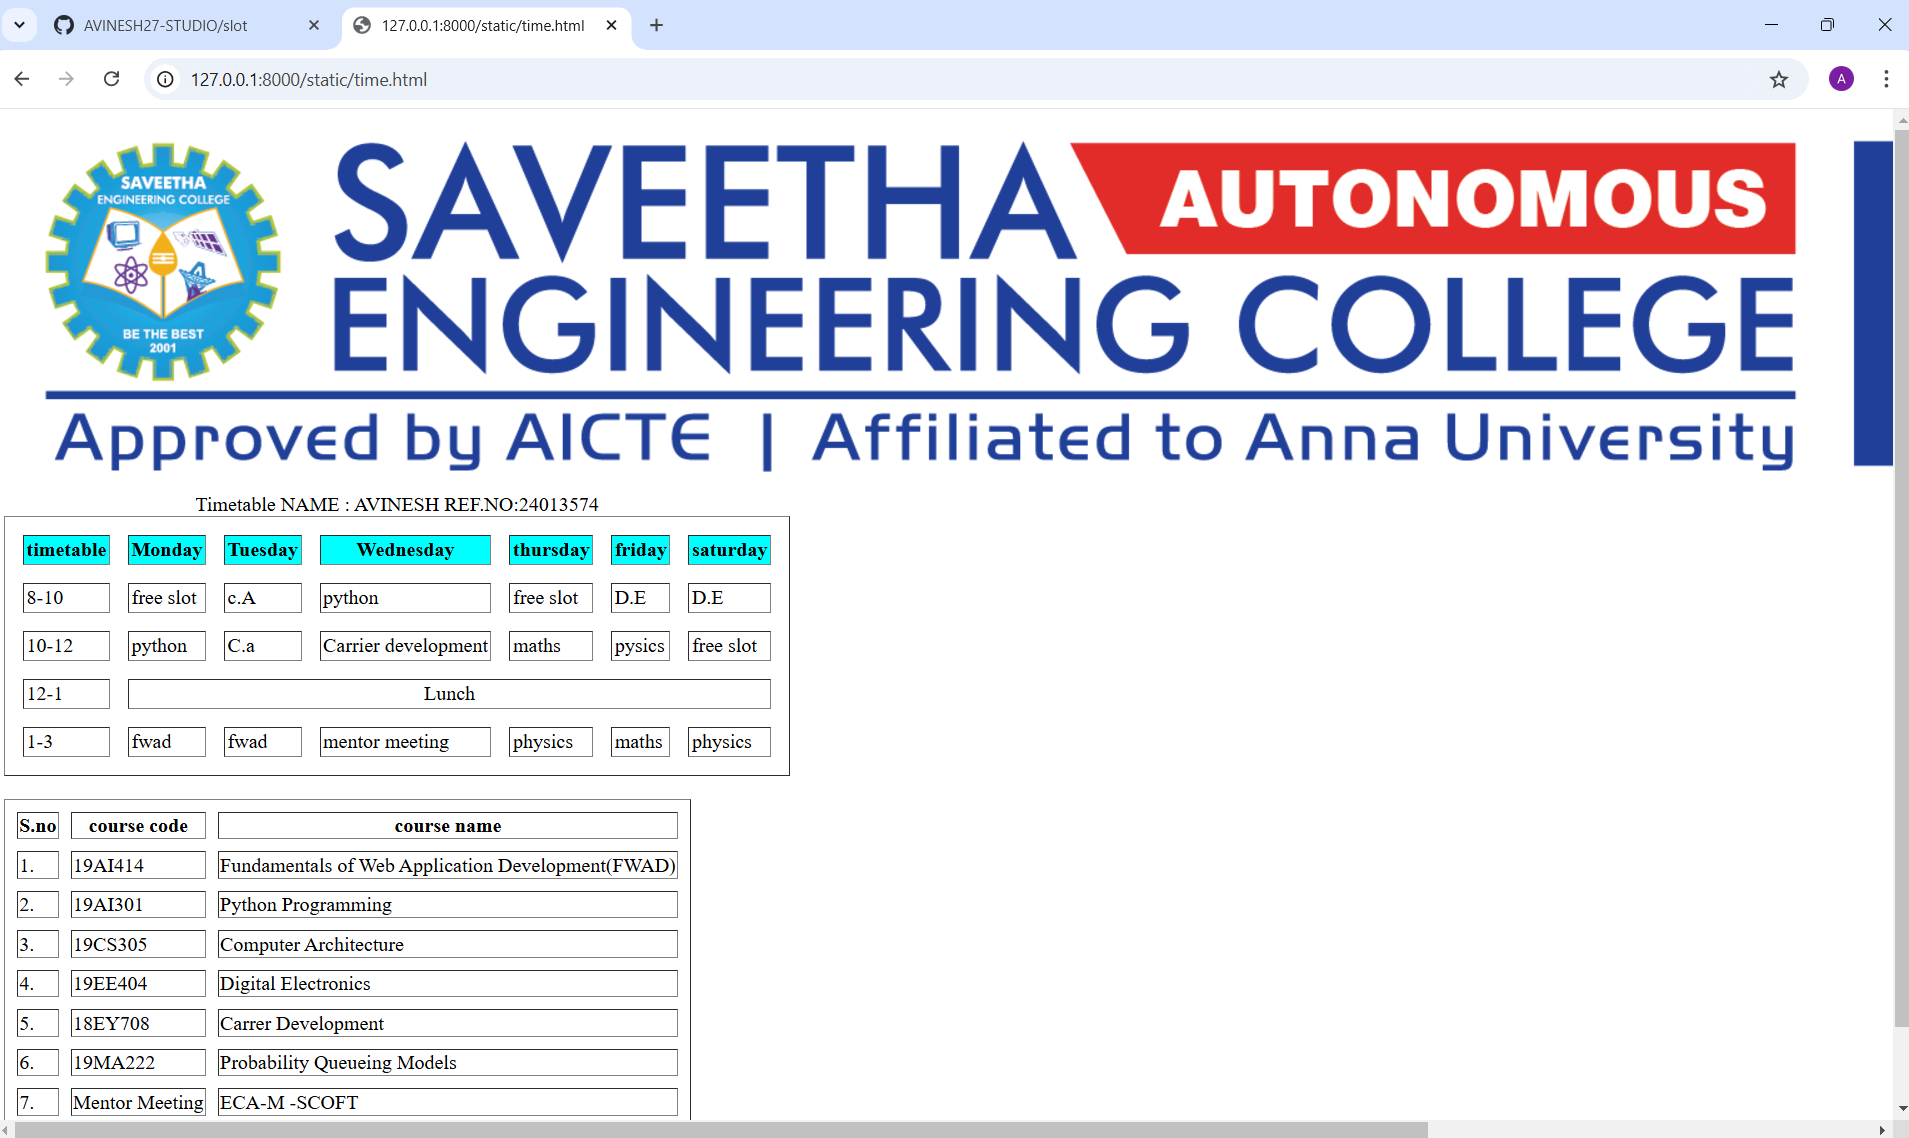 AVINESH27-STUDIO/slot
127.0.0.1:8000/static/time.html
127.0.0.1:8000/static/time.html
A
SAVEETHA
ENGINEERING COLLEGE
BE THE BEST
2001
SAVEETHA AUTONOMOUS
ENGINEERING COLLEGE
Approved by AICTE | Affiliated to Anna University
Timetable NAME : AVINESH REF.NO:24013574
timetable Monday Tuesday Wednesday thursday friday saturday
8-10 free slot c.A python free slot D.E D.E
10-12 python C.a Carrier development maths pysics free slot
12-1 Lunch
1-3 fwad fwad mentor meeting physics maths physics
S.no course code course name
1. 19AI414 Fundamentals of Web Application Development(FWAD)
2. 19AI301 Python Programming
3. 19CS305 Computer Architecture
4. 19EE404 Digital Electronics
5. 18EY708 Carrer Development
6. 19MA222 Probability Queueing Models
7. Mentor Meeting ECA-M -SCOFT